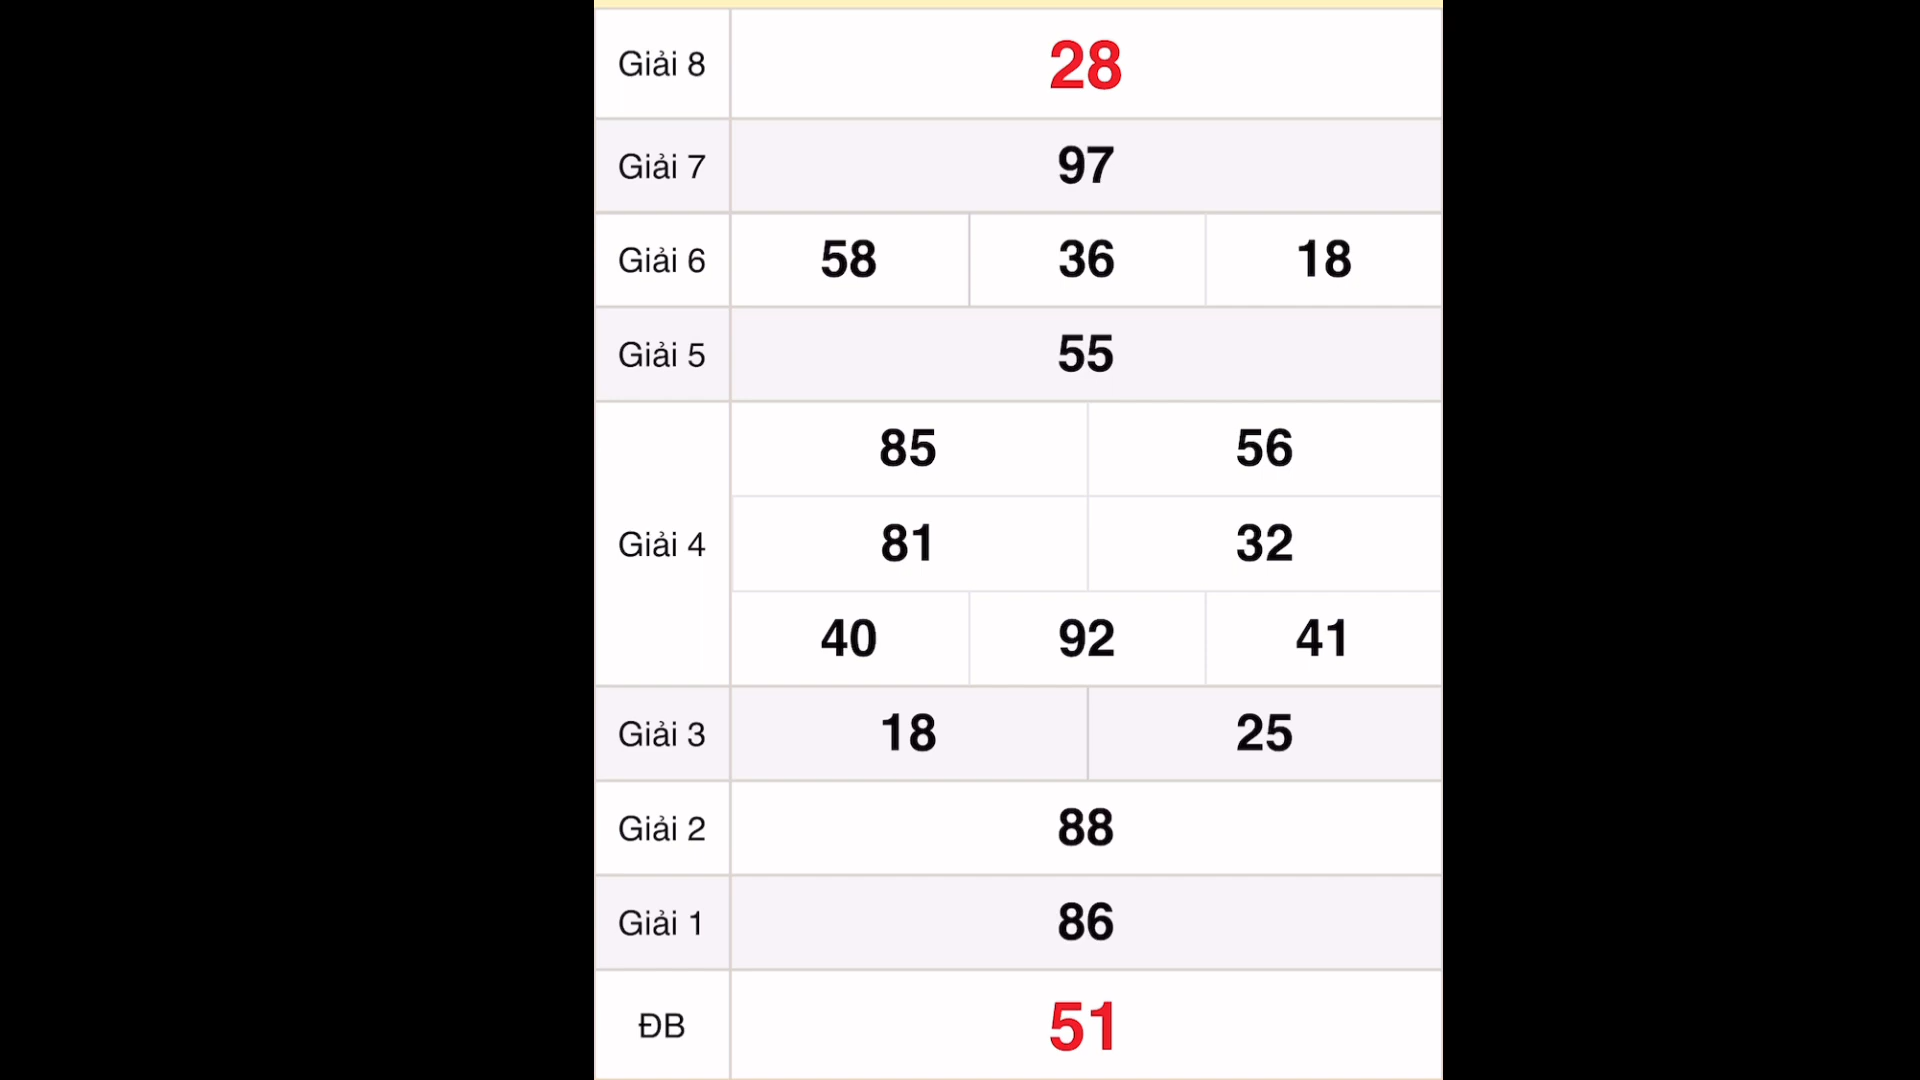 Giải 8 28
Giải 7 97
Giải 6 58 36 18
Giải 5 55
85 56
Giải 4 81 32
40 92 41
Giải 3 18 25
Giải 2 88
Giải 1 86
ĐB 51